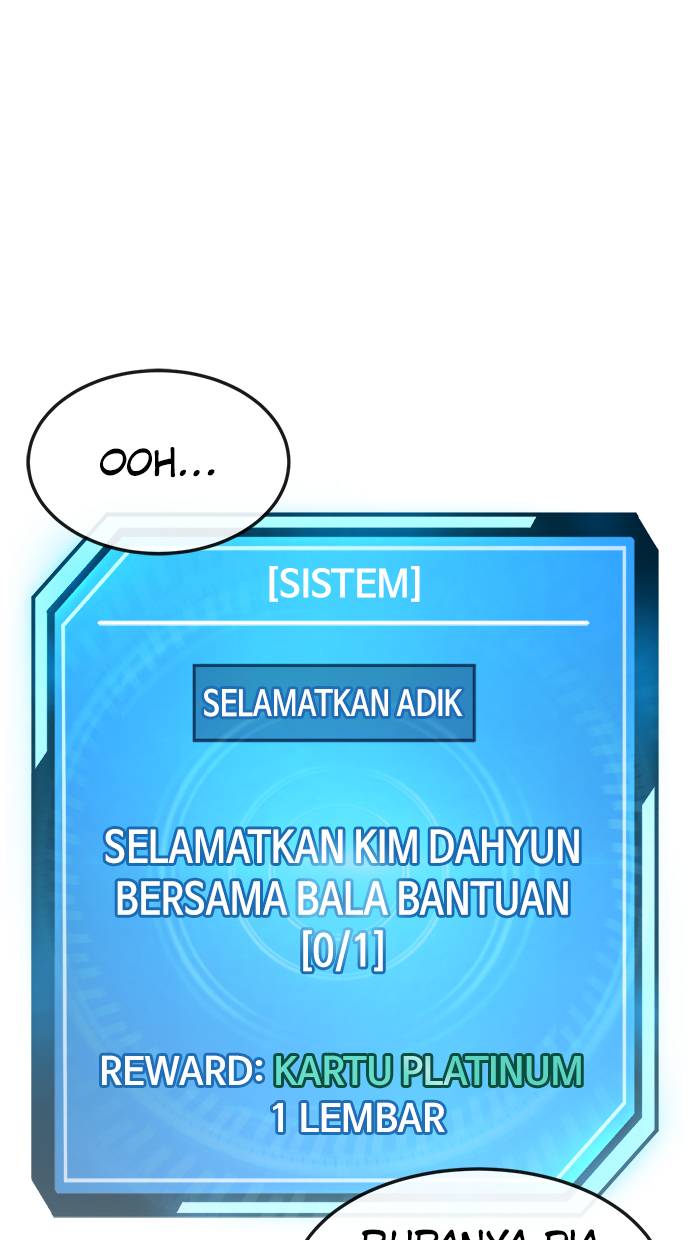 OOH...
[SISTEM]
SELAMATKAN ADIK
SELAMATKAN KIM DAHYUN
BERSAMA BALA BANTUAN
[0/1]
REWARD: KARTU PLATINUM
1 LEMBAR